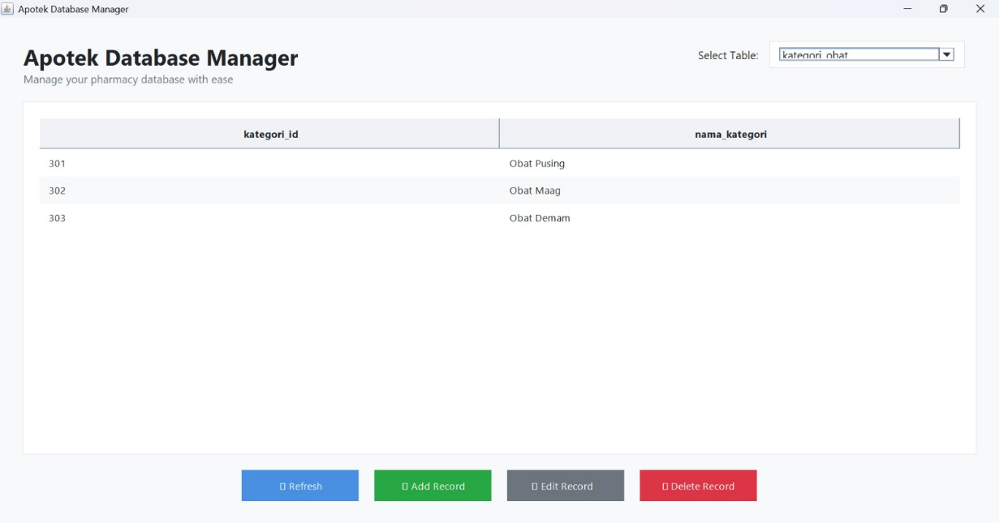 Apotek Database Manager
Apotek Database Manager
Manage your pharmacy database with ease
Select Table: kategori_obat
kategori_id nama_kategori
301 Obat Pusing
302 Obat Maag
303 Obat Demam
Refresh Add Record Edit Record Delete Record